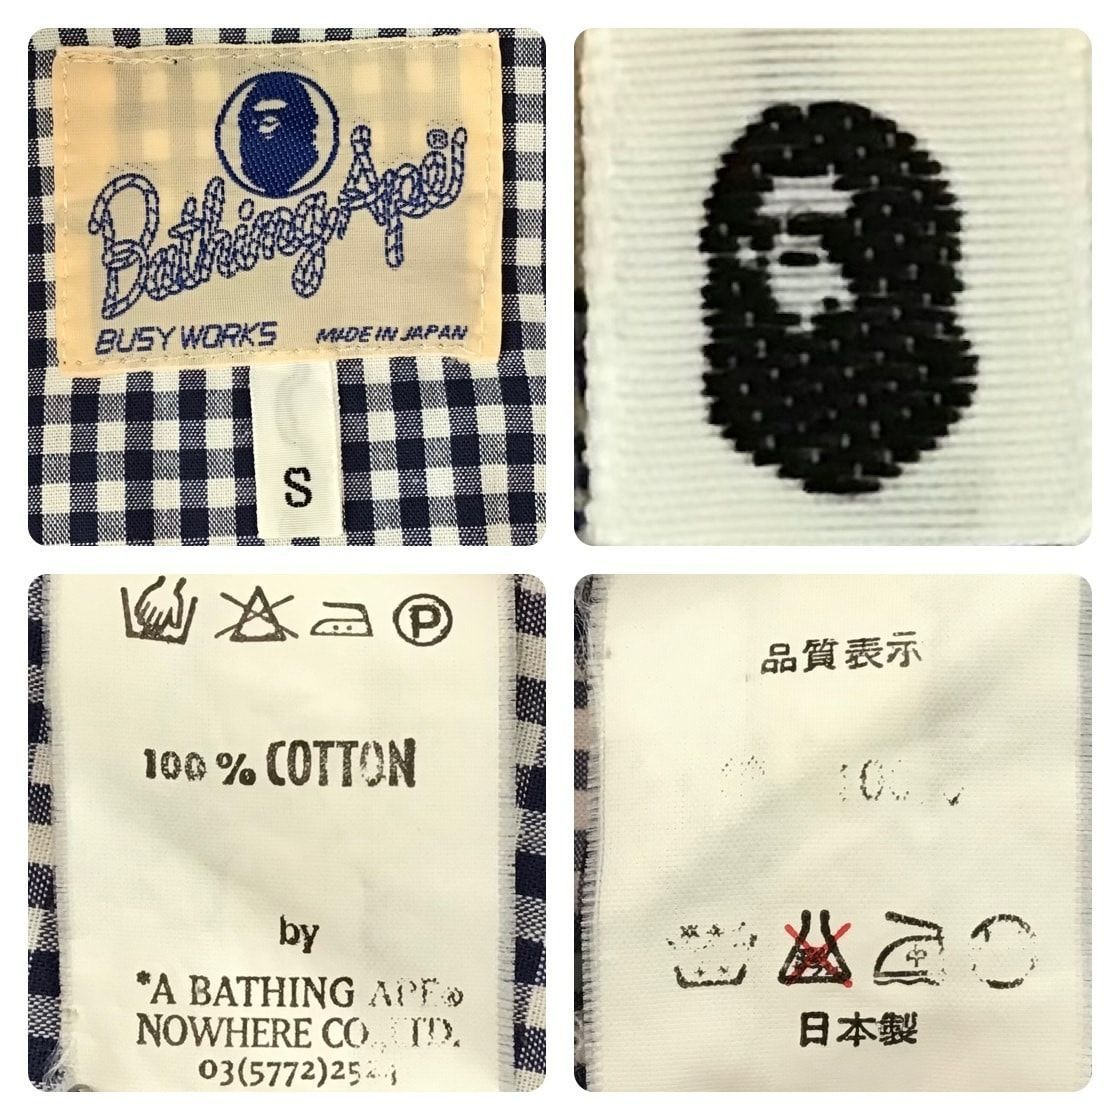 Bathing Ape®
BUSY WORKS MADE IN JAPAN
S
P
100% COTTON
by
*A BATHING APE®
NOWHERE CO., LTD.
品質表示
100%
日本製